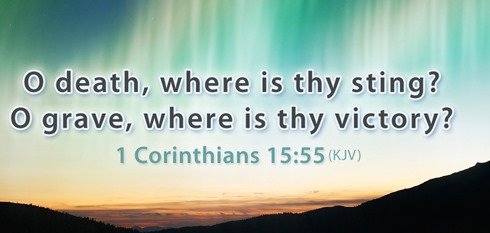 O death, where is thy sting?
O grave, where is thy victory?
1 Corinthians 15:55 (KJV)